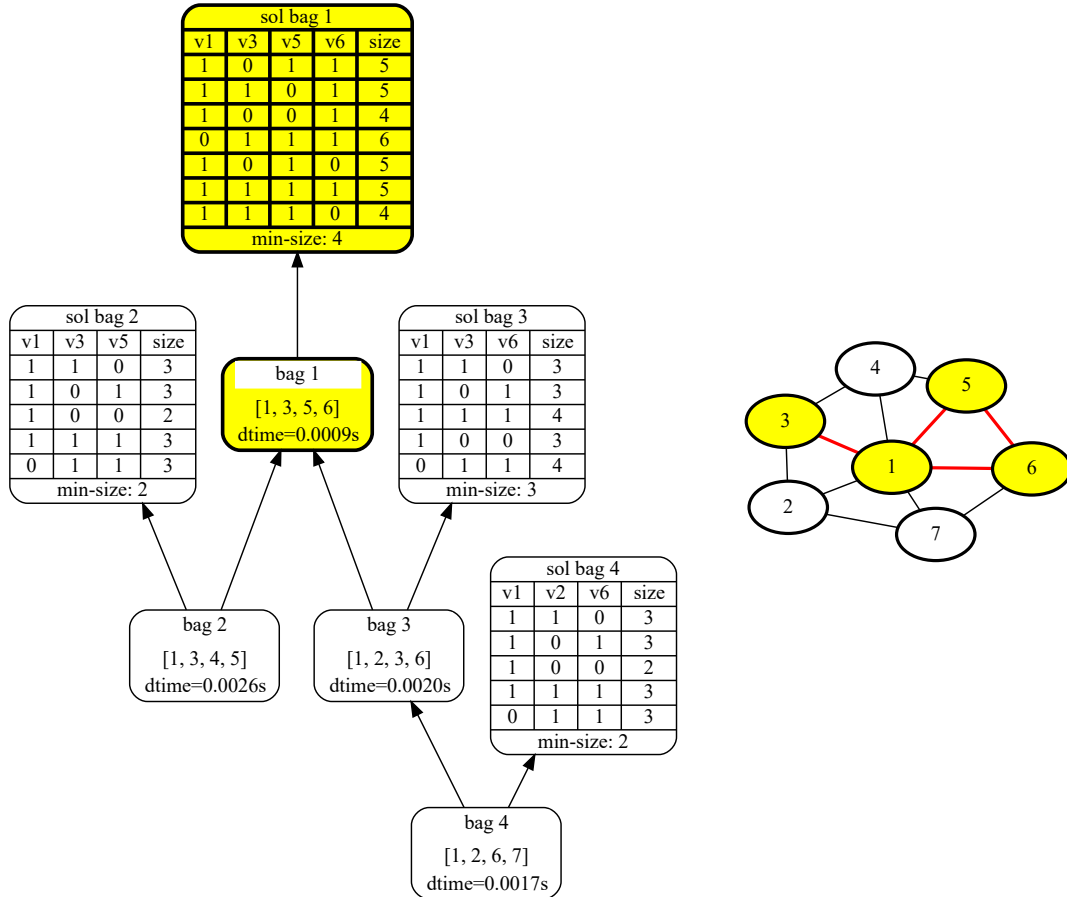 sol bag 1
v1 v3 v5 v6 size
1 0 1 1 5
1 1 0 1 5
1 0 0 1 4
0 1 1 1 6
1 0 1 0 5
1 1 1 1 5
1 1 1 0 4
min-size: 4
sol bag 2
v1 v3 v5 size
1 1 0 3
1 0 1 3
1 0 0 2
1 1 1 3
0 1 1 3
min-size: 2
bag 1
[1, 3, 5, 6]
dtime=0.0009s
sol bag 3
v1 v3 v6 size
1 1 0 3
1 0 1 3
1 1 1 4
1 0 0 3
0 1 1 4
min-size: 3
bag 2
[1, 3, 4, 5]
dtime=0.0026s
bag 3
[1, 2, 3, 6]
dtime=0.0020s
sol bag 4
v1 v2 v6 size
1 1 0 3
1 0 1 3
1 0 0 2
1 1 1 3
0 1 1 3
min-size: 2
bag 4
[1, 2, 6, 7]
dtime=0.0017s
4
5
3
1
6
2
7